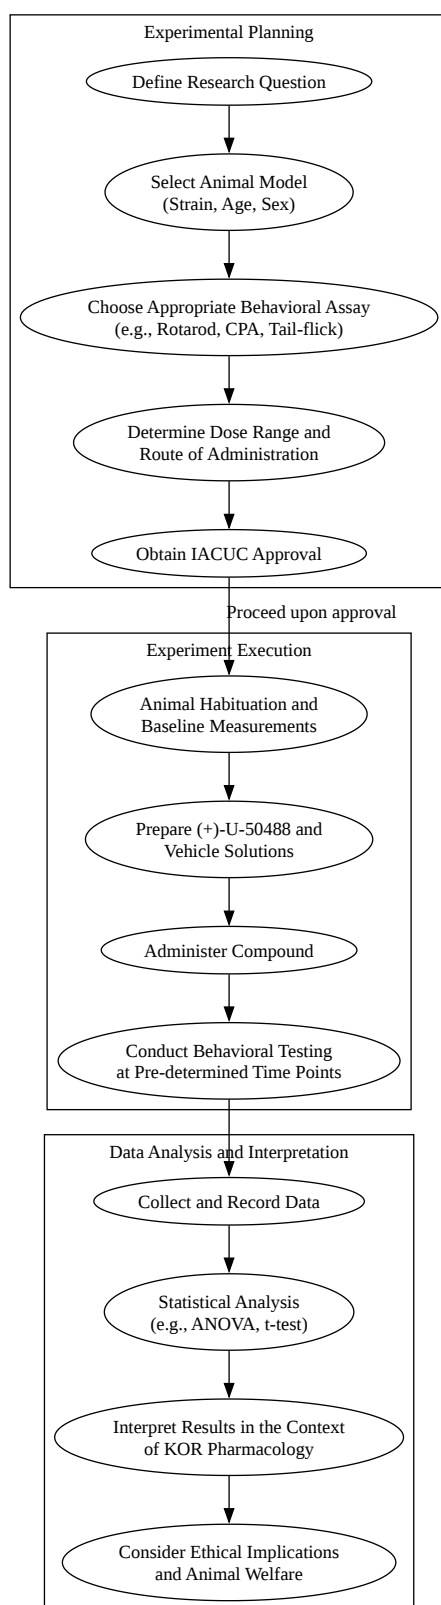 Experimental Planning
Define Research Question
Select Animal Model
(Strain, Age, Sex)
Choose Appropriate Behavioral Assay
(e.g., Rotarod, CPA, Tail-flick)
Determine Dose Range and
Route of Administration
Obtain IACUC Approval
Proceed upon approval
Experiment Execution
Animal Habituation and
Baseline Measurements
Prepare (+)-U-50488 and
Vehicle Solutions
Administer Compound
Conduct Behavioral Testing
at Pre-determined Time Points
Data Analysis and Interpretation
Collect and Record Data
Statistical Analysis
(e.g., ANOVA, t-test)
Interpret Results in the Context
of KOR Pharmacology
Consider Ethical Implications
and Animal Welfare